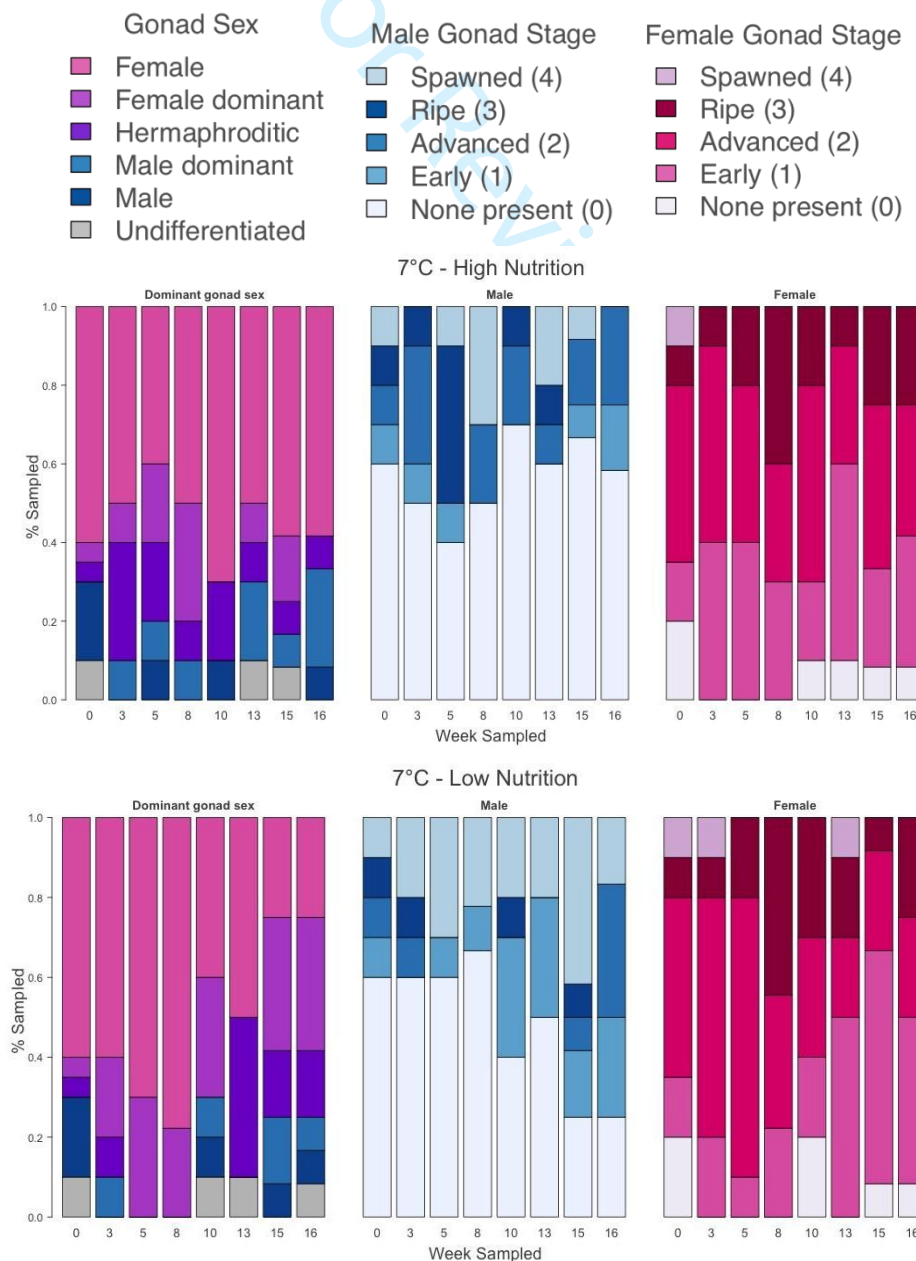 Gonad Sex
Female
Female dominant
Hermaphroditic
Male dominant
Male
Undifferentiated
Male Gonad Stage
Spawned (4)
Ripe (3)
Advanced (2)
Early (1)
None present (0)
Female Gonad Stage
Spawned (4)
Ripe (3)
Advanced (2)
Early (1)
None present (0)
or Revi
7°C - High Nutrition
Dominant gonad sex
Male
Female
% Sampled
1.0
0.8
0.6
0.4
0.2
0.0
0 3 5 8 10 13 15 16
0 3 5 8 10 13 15 16
0 3 5 8 10 13 15 16
Week Sampled
7°C - Low Nutrition
Dominant gonad sex
Male
Female
% Sampled
1.0
0.8
0.6
0.4
0.2
0.0
0 3 5 8 10 13 15 16
0 3 5 8 10 13 15 16
0 3 5 8 10 13 15 16
Week Sampled